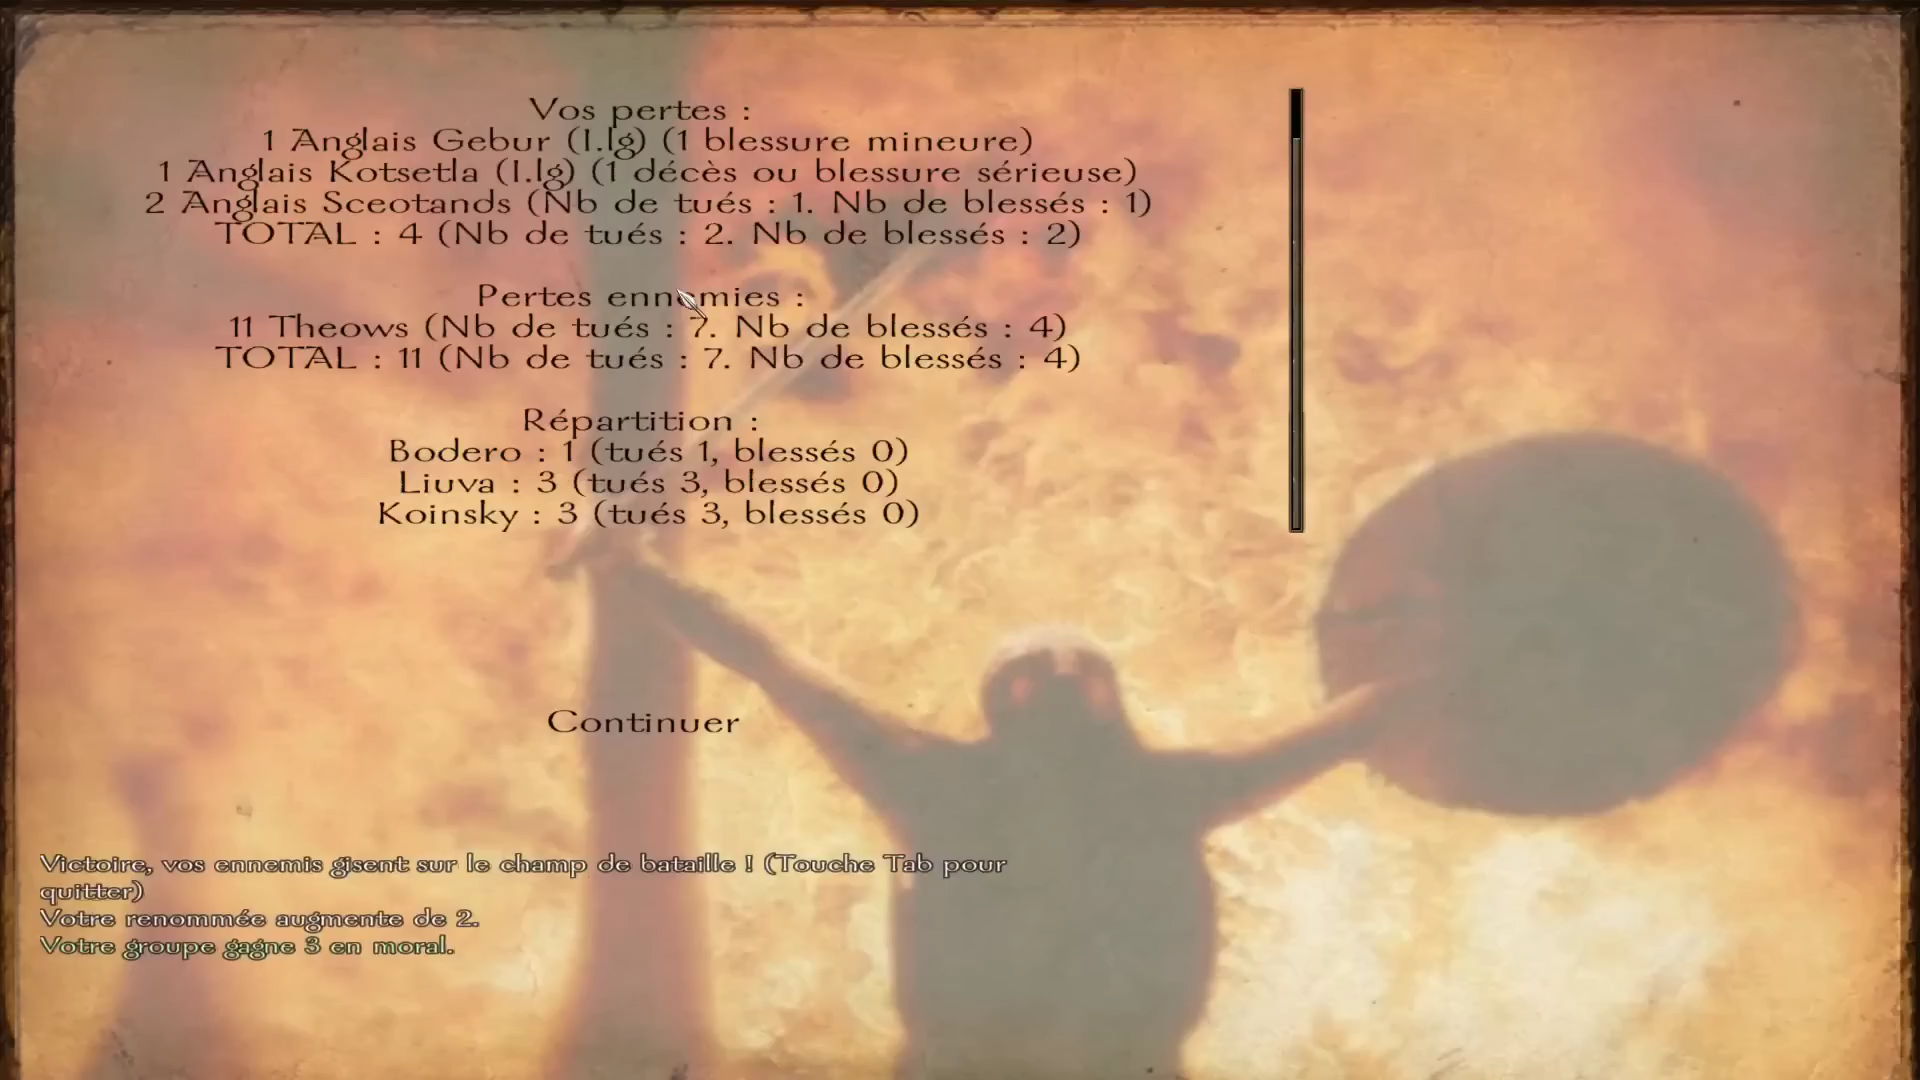 Vos pertes :
1 Anglais Gebur (I.lg) (1 blessure mineure)
1 Anglais Kotsetla (I.lg) (1 décès ou blessure sérieuse)
2 Anglais Sceotands (Nb de tués : 1. Nb de blessés : 1)
TOTAL : 4 (Nb de tués : 2. Nb de blessés : 2)
Pertes ennemies :
11 Theows (Nb de tués : 7. Nb de blessés : 4)
TOTAL : 11 (Nb de tués : 7. Nb de blessés : 4)
Répartition :
Bodero : 1 (tués 1, blessés 0)
Liuva : 3 (tués 3, blessés 0)
Koinsky : 3 (tués 3, blessés 0)
Continuer
Victoire, vos ennemis gisent sur le champ de bataille ! (Touche Tab pour
quitter)
Votre renommée augmente de 2.
Votre groupe gagne 3 en moral.